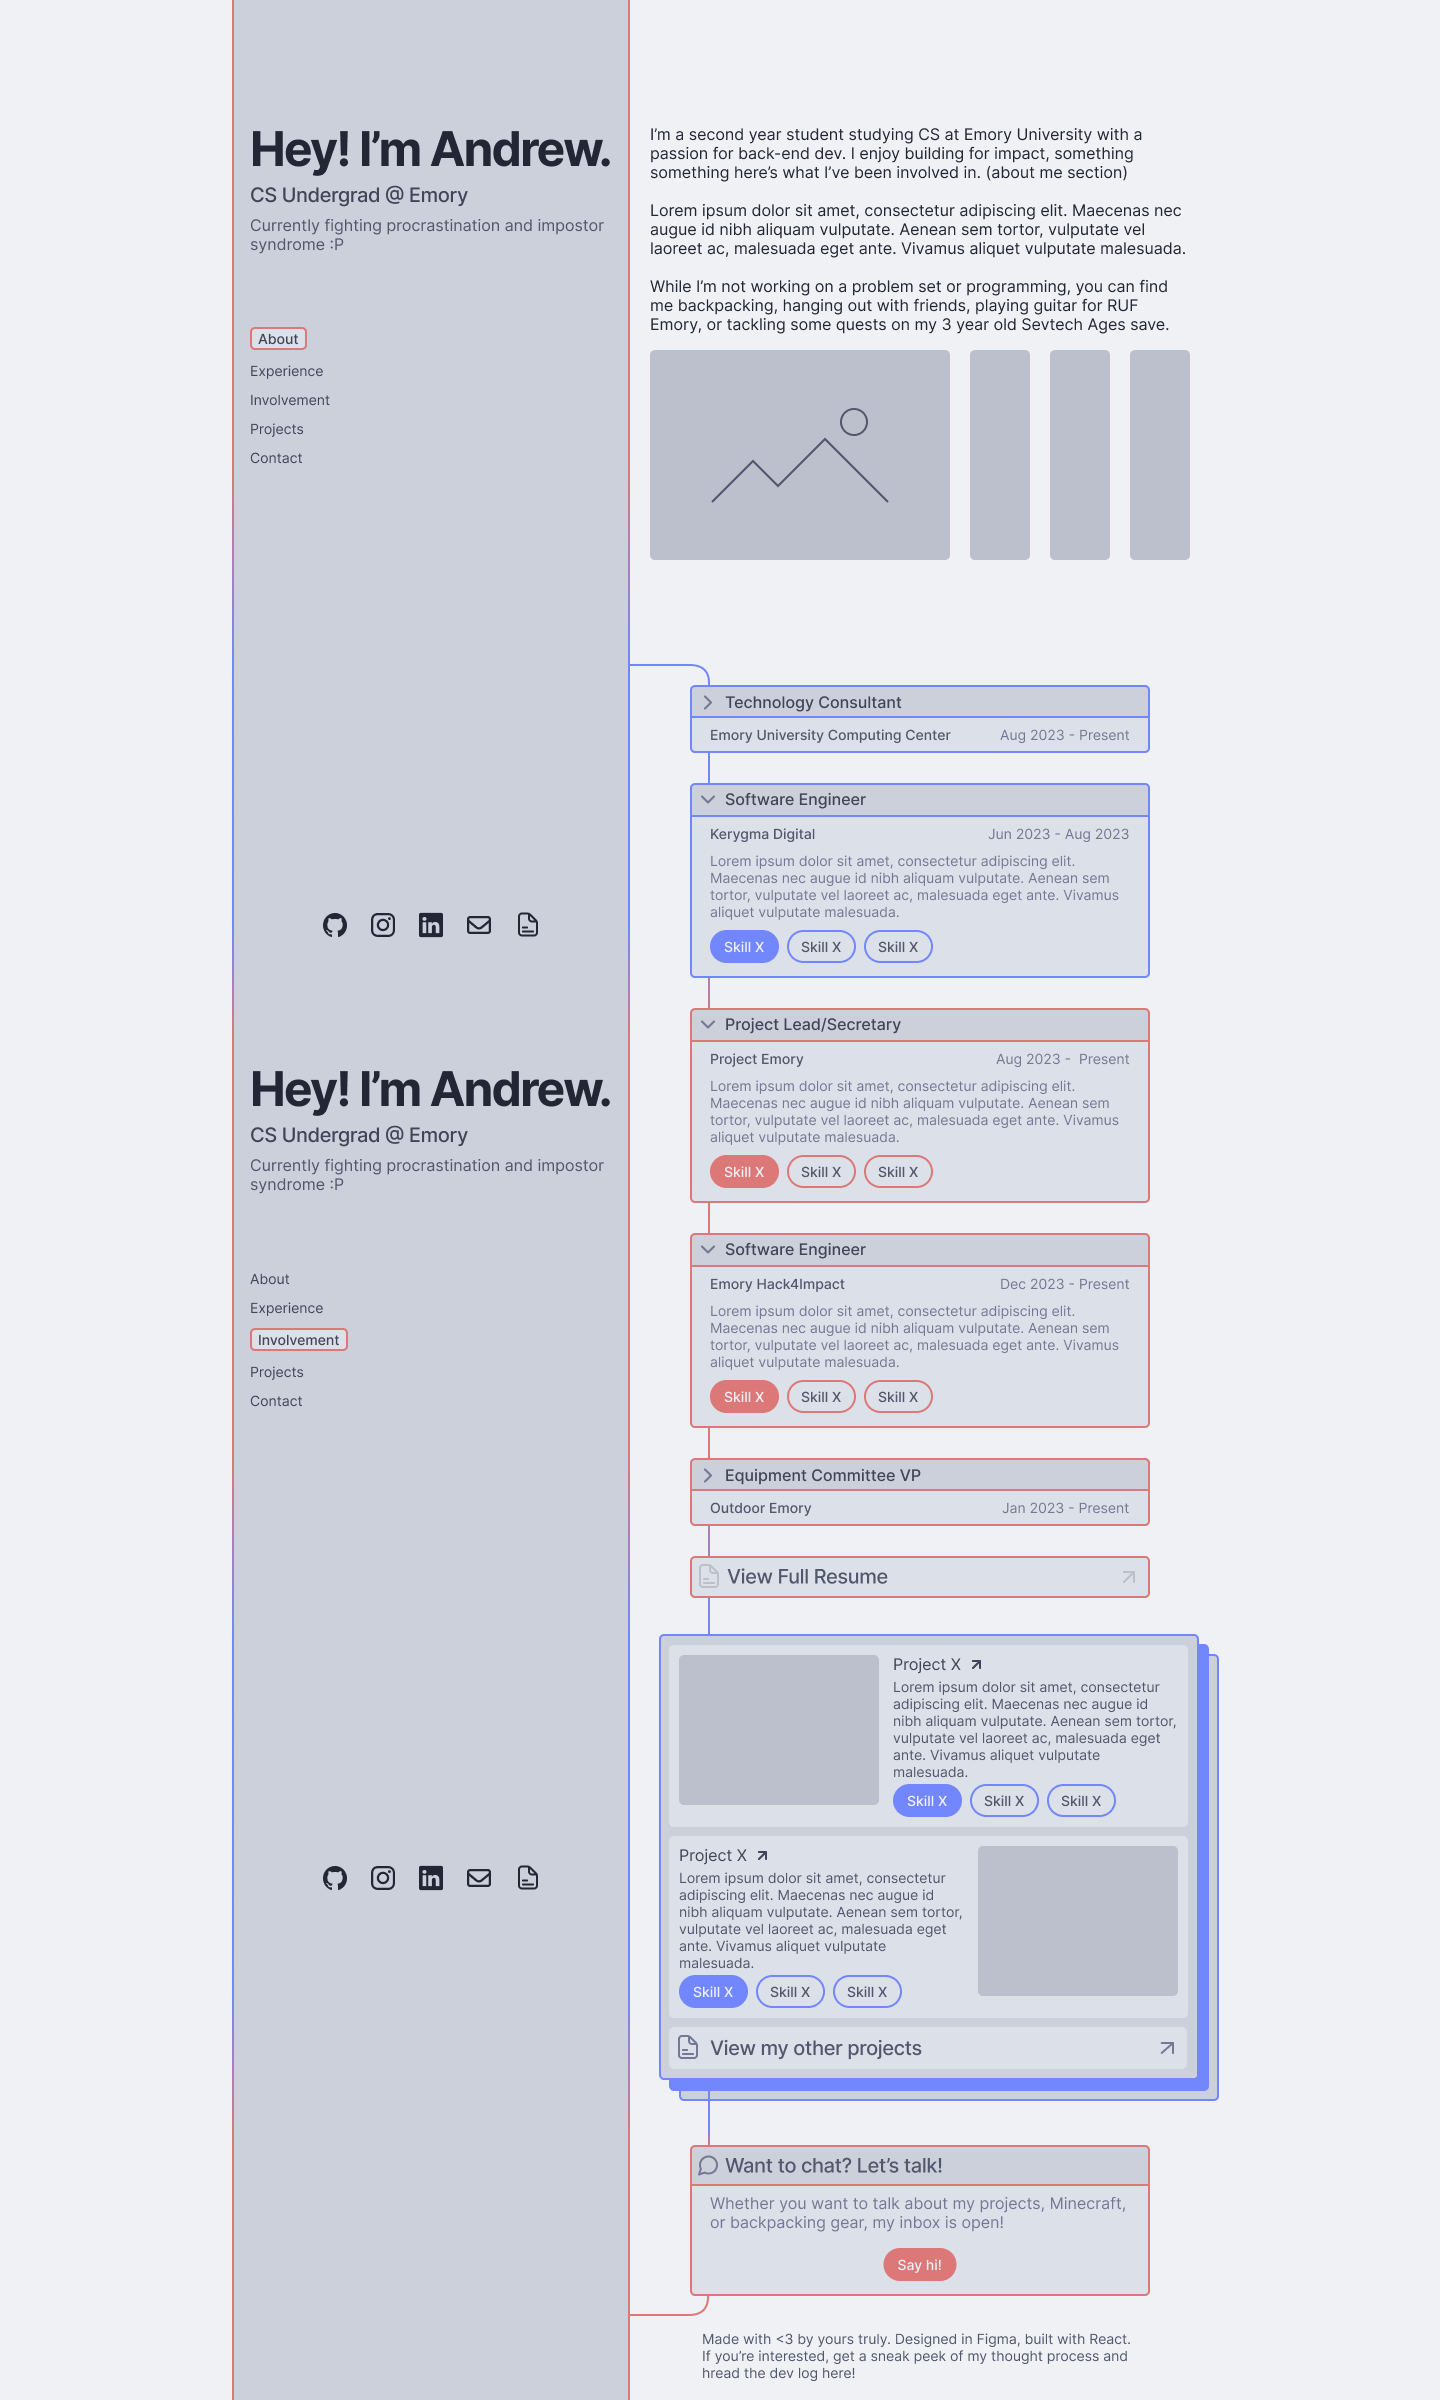 Hey! I’m Andrew.
CS Undergrad @ Emory
Currently fighting procrastination and impostor
syndrome :P
About
Experience
Involvement
Projects
Contact
I’m a second year student studying CS at Emory University with a
passion for back-end dev. I enjoy building for impact, something
something here’s what I’ve been involved in. (about me section)
Lorem ipsum dolor sit amet, consectetur adipiscing elit. Maecenas nec
augue id nibh aliquam vulputate. Aenean sem tortor, vulputate vel
laoreet ac, malesuada eget ante. Vivamus aliquet vulputate malesuada.
While I’m not working on a problem set or programming, you can find
me backpacking, hanging out with friends, playing guitar for RUF
Emory, or tackling some quests on my 3 year old Sevtech Ages save.
Technology Consultant
Emory University Computing Center Aug 2023 - Present
Software Engineer
Kerygma Digital Jun 2023 - Aug 2023
Lorem ipsum dolor sit amet, consectetur adipiscing elit.
Maecenas nec augue id nibh aliquam vulputate. Aenean sem
tortor, vulputate vel laoreet ac, malesuada eget ante. Vivamus
aliquet vulputate malesuada.
Skill X Skill X Skill X
Hey! I’m Andrew.
CS Undergrad @ Emory
Currently fighting procrastination and impostor
syndrome :P
About
Experience
Involvement
Projects
Contact
Project Lead/Secretary
Project Emory Aug 2023 -  Present
Lorem ipsum dolor sit amet, consectetur adipiscing elit.
Maecenas nec augue id nibh aliquam vulputate. Aenean sem
tortor, vulputate vel laoreet ac, malesuada eget ante. Vivamus
aliquet vulputate malesuada.
Skill X Skill X Skill X
Software Engineer
Emory Hack4Impact Dec 2023 - Present
Lorem ipsum dolor sit amet, consectetur adipiscing elit.
Maecenas nec augue id nibh aliquam vulputate. Aenean sem
tortor, vulputate vel laoreet ac, malesuada eget ante. Vivamus
aliquet vulputate malesuada.
Skill X Skill X Skill X
Equipment Committee VP
Outdoor Emory Jan 2023 - Present
View Full Resume
Project X
Lorem ipsum dolor sit amet, consectetur
adipiscing elit. Maecenas nec augue id
nibh aliquam vulputate. Aenean sem tortor,
vulputate vel laoreet ac, malesuada eget
ante. Vivamus aliquet vulputate
malesuada.
Skill X Skill X Skill X
Project X
Lorem ipsum dolor sit amet, consectetur
adipiscing elit. Maecenas nec augue id
nibh aliquam vulputate. Aenean sem tortor,
vulputate vel laoreet ac, malesuada eget
ante. Vivamus aliquet vulputate
malesuada.
Skill X Skill X Skill X
View my other projects
Want to chat? Let’s talk!
Whether you want to talk about my projects, Minecraft,
or backpacking gear, my inbox is open!
Say hi!
Made with <3 by yours truly. Designed in Figma, built with React.
If you’re interested, get a sneak peek of my thought process and
hread the dev log here!